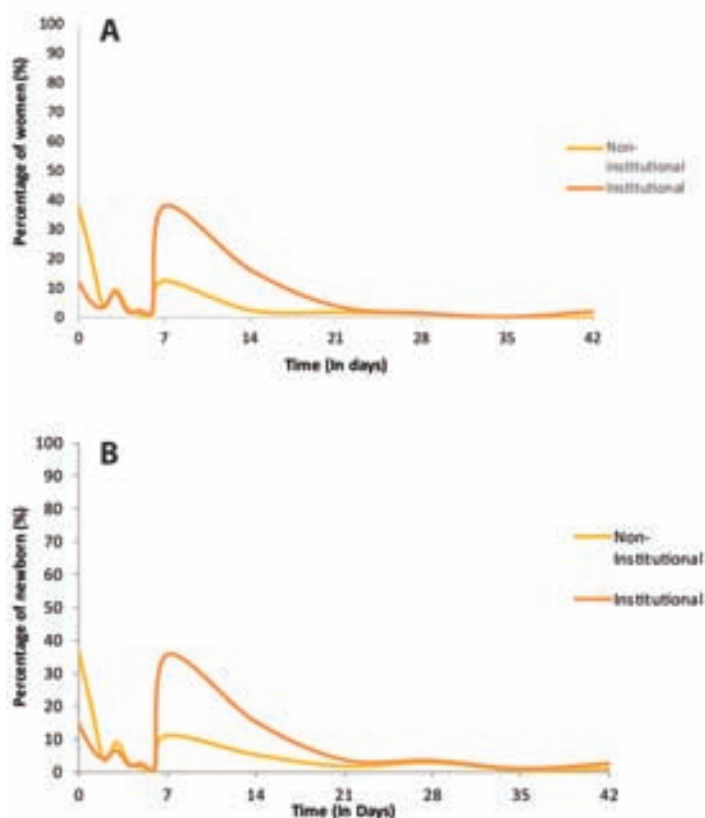 A
100
90
80
70
60
50
40
30
20
10
0
Percentage of women (%)
Non-
institutional
Institutional
0 7 14 21 28 35 42
Time (In days)
B
100
90
80
70
60
50
40
30
20
10
0
Percentage of newborn (%)
Non-
Institutional
Institutional
0 7 14 21 28 35 42
Time (In Days)